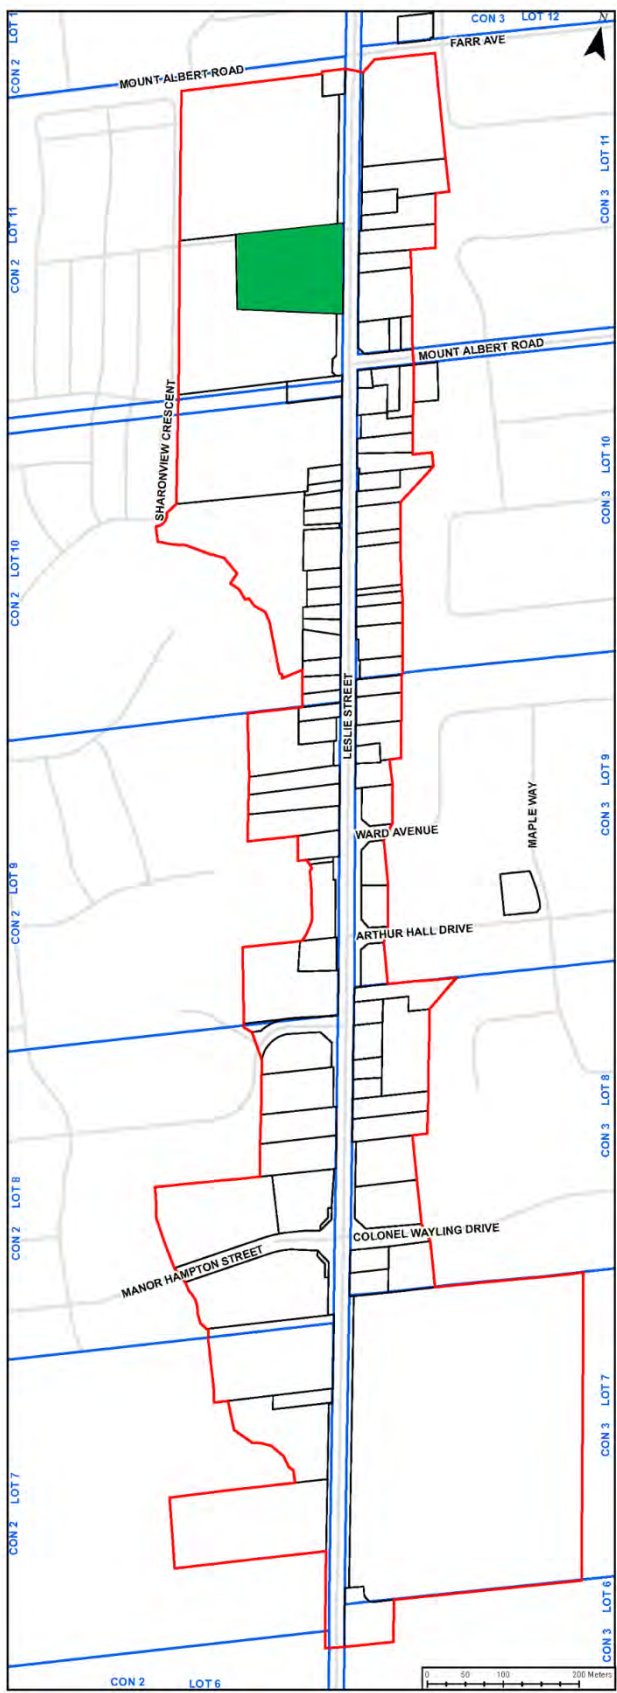 CON 3 LOT 12
N
FARR AVE
CON 2 LOT 1
MOUNT ALBERT ROAD
CON 3 LOT 11
CON 2 LOT 11
MOUNT ALBERT ROAD
SHARONVIEW CRESCENT
CON 3 LOT 10
CON 2 LOT 10
LESLIE STREET
CON 3 LOT 9
MAPLE WAY
WARD AVENUE
CON 2 LOT 9
ARTHUR HALL DRIVE
CON 3 LOT 8
CON 2 LOT 8
COLONEL WAYLING DRIVE
MANOR HAMPTON STREET
CON 3 LOT 7
CON 2 LOT 7
CON 3 LOT 6
CON 2 LOT 6
0 50 100 200 Meters